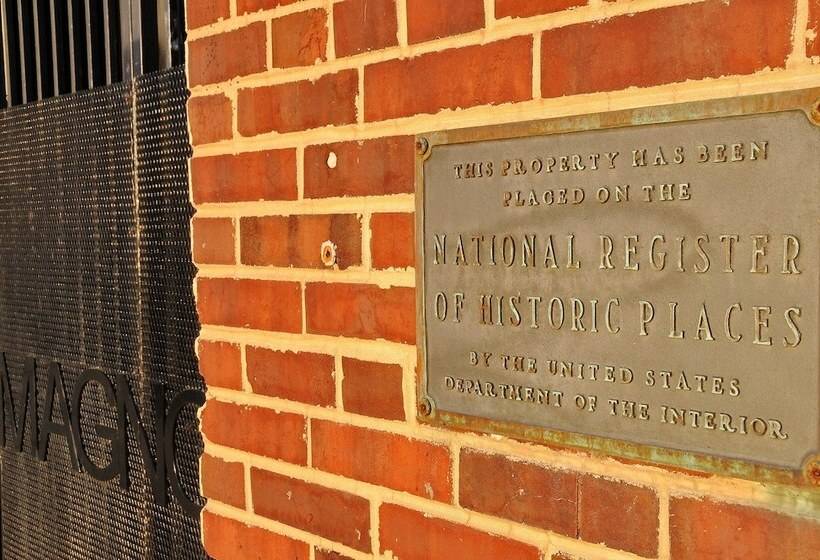 THIS PROPERTY HAS BEEN
PLACED ON THE
NATIONAL REGISTER
OF HISTORIC PLACES
BY THE UNITED STATES
DEPARTMENT OF THE INTERIOR
MAGNO